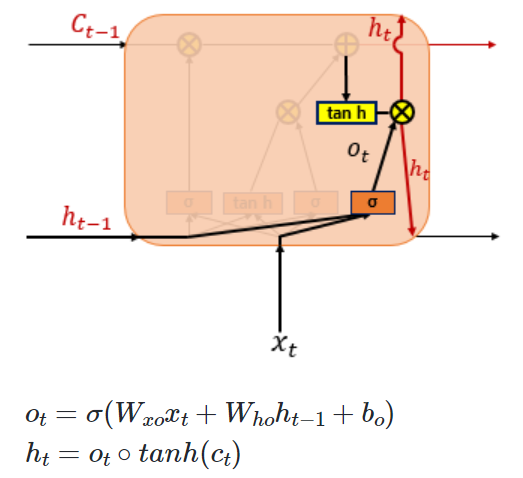 C_{t-1}
h_t
tan h
o_t
h_t
σ
tan h
σ
σ
h_{t-1}
x_t
o_t = σ(W_{xo}x_t + W_{ho}h_{t-1} + b_o)
h_t = o_t ∘ tanh(c_t)